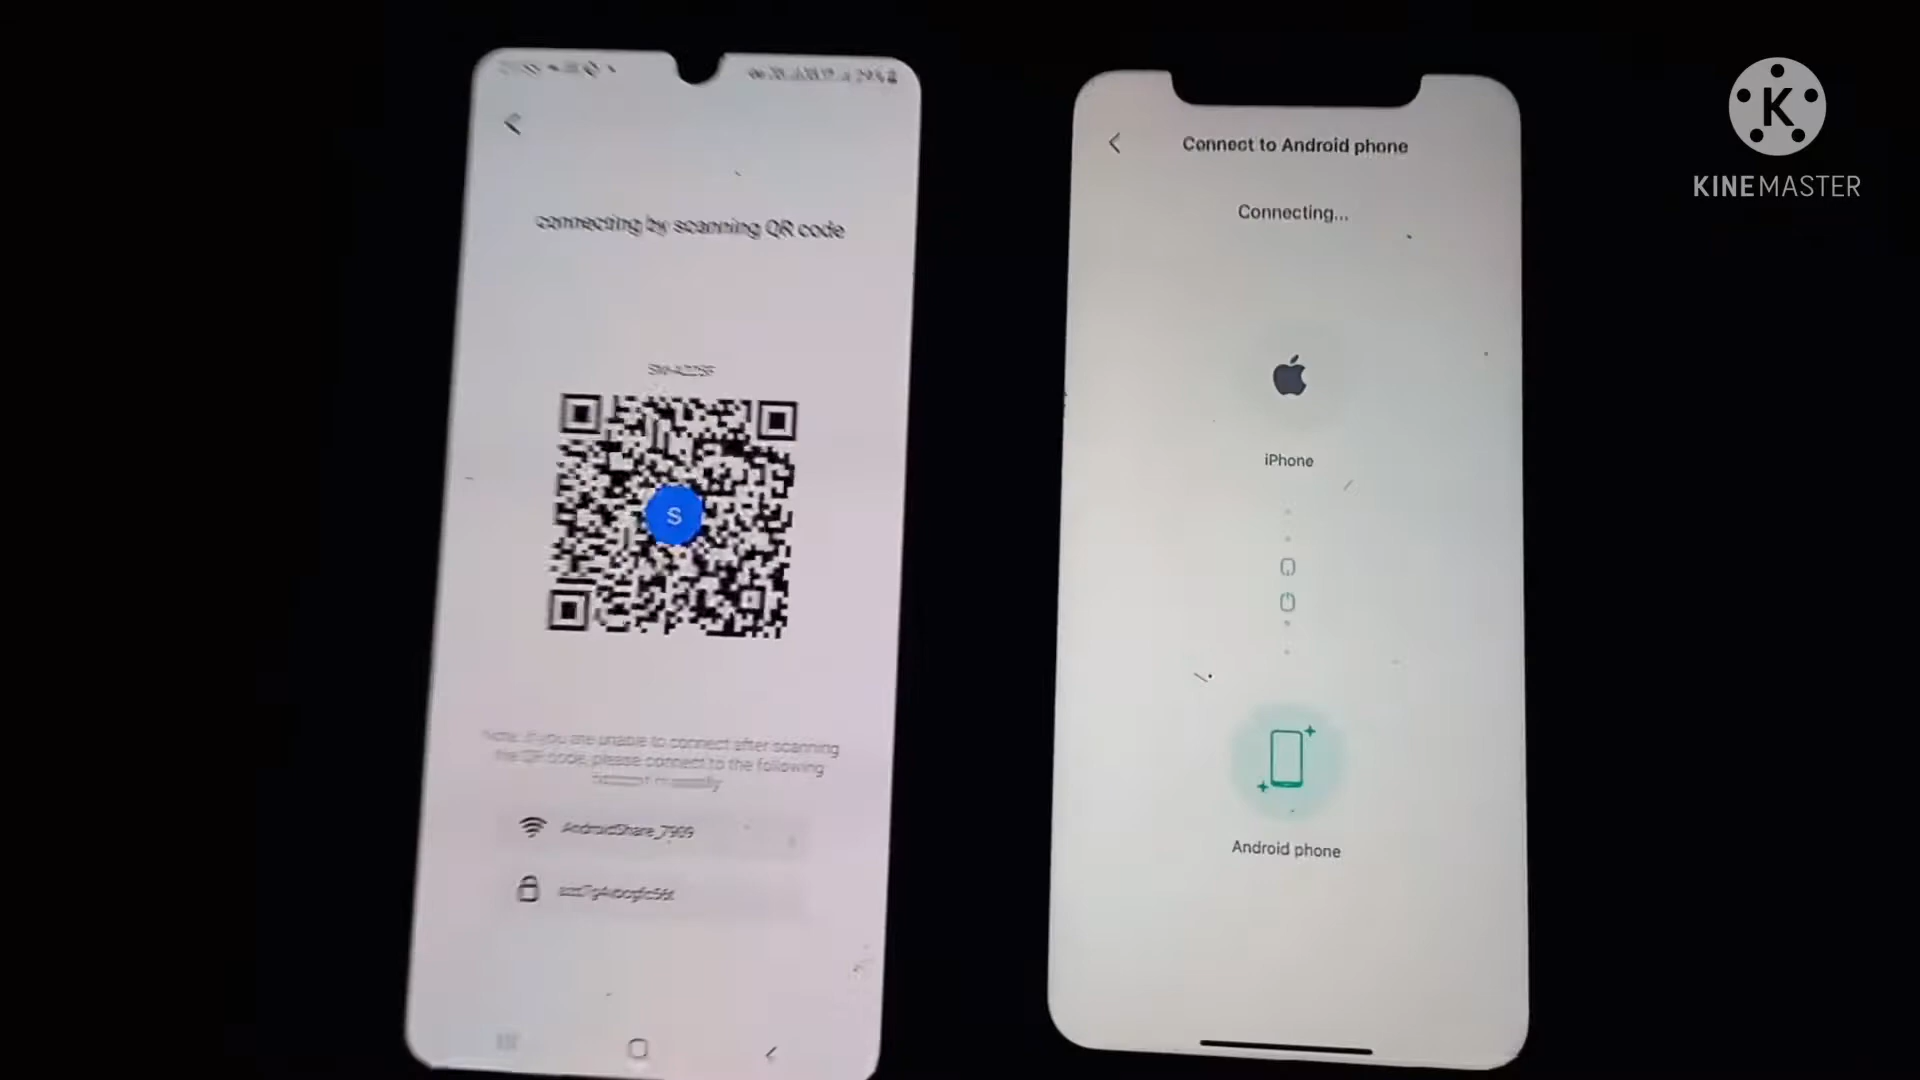 connecting by scanning QR code
S
Note: If you are unable to connect after scanning
the QR code, please connect to the following
AndroidShare_7909
Connect to Android phone
Connecting...
iPhone
Android phone
K
KINEMASTER